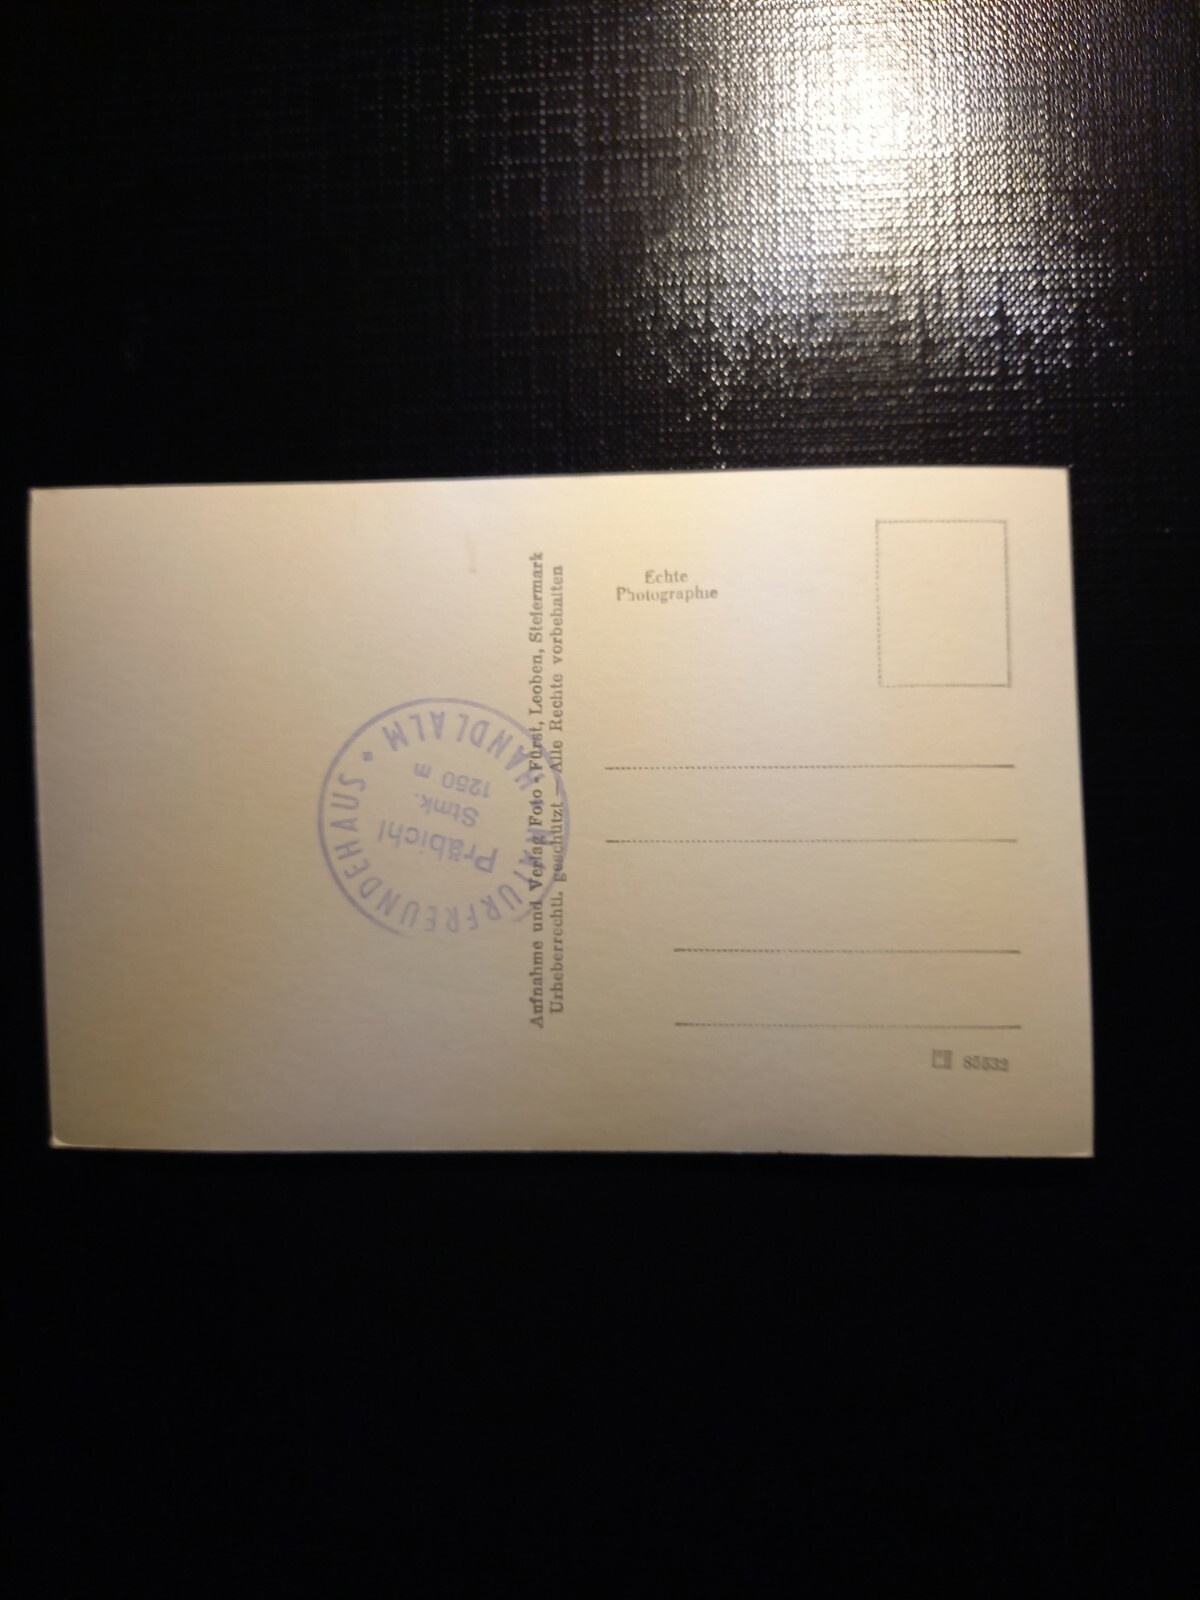 Echte
Photographie
Aufnahme und Verlag Foto - Fürst, Leoben, Steiermark
Urheberrechtl. geschützt — Alle Rechte vorbehalten
NATURFREUNDEHAUS • HANDLALM
Präbichl
Stmk.
1250 m
85532